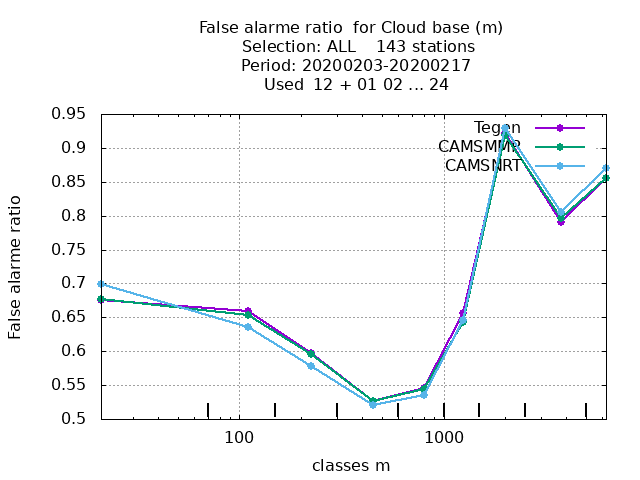 False alarme ratio  for Cloud base (m)
Selection: ALL    143 stations
Period: 20200203-20200217
Used  12 + 01 02 ... 24
0.95
0.9
0.85
0.8
0.75
0.7
0.65
0.6
0.55
0.5
False alarme ratio
Tegen
CAMSMMR
CAMSNRT
100
1000
classes m